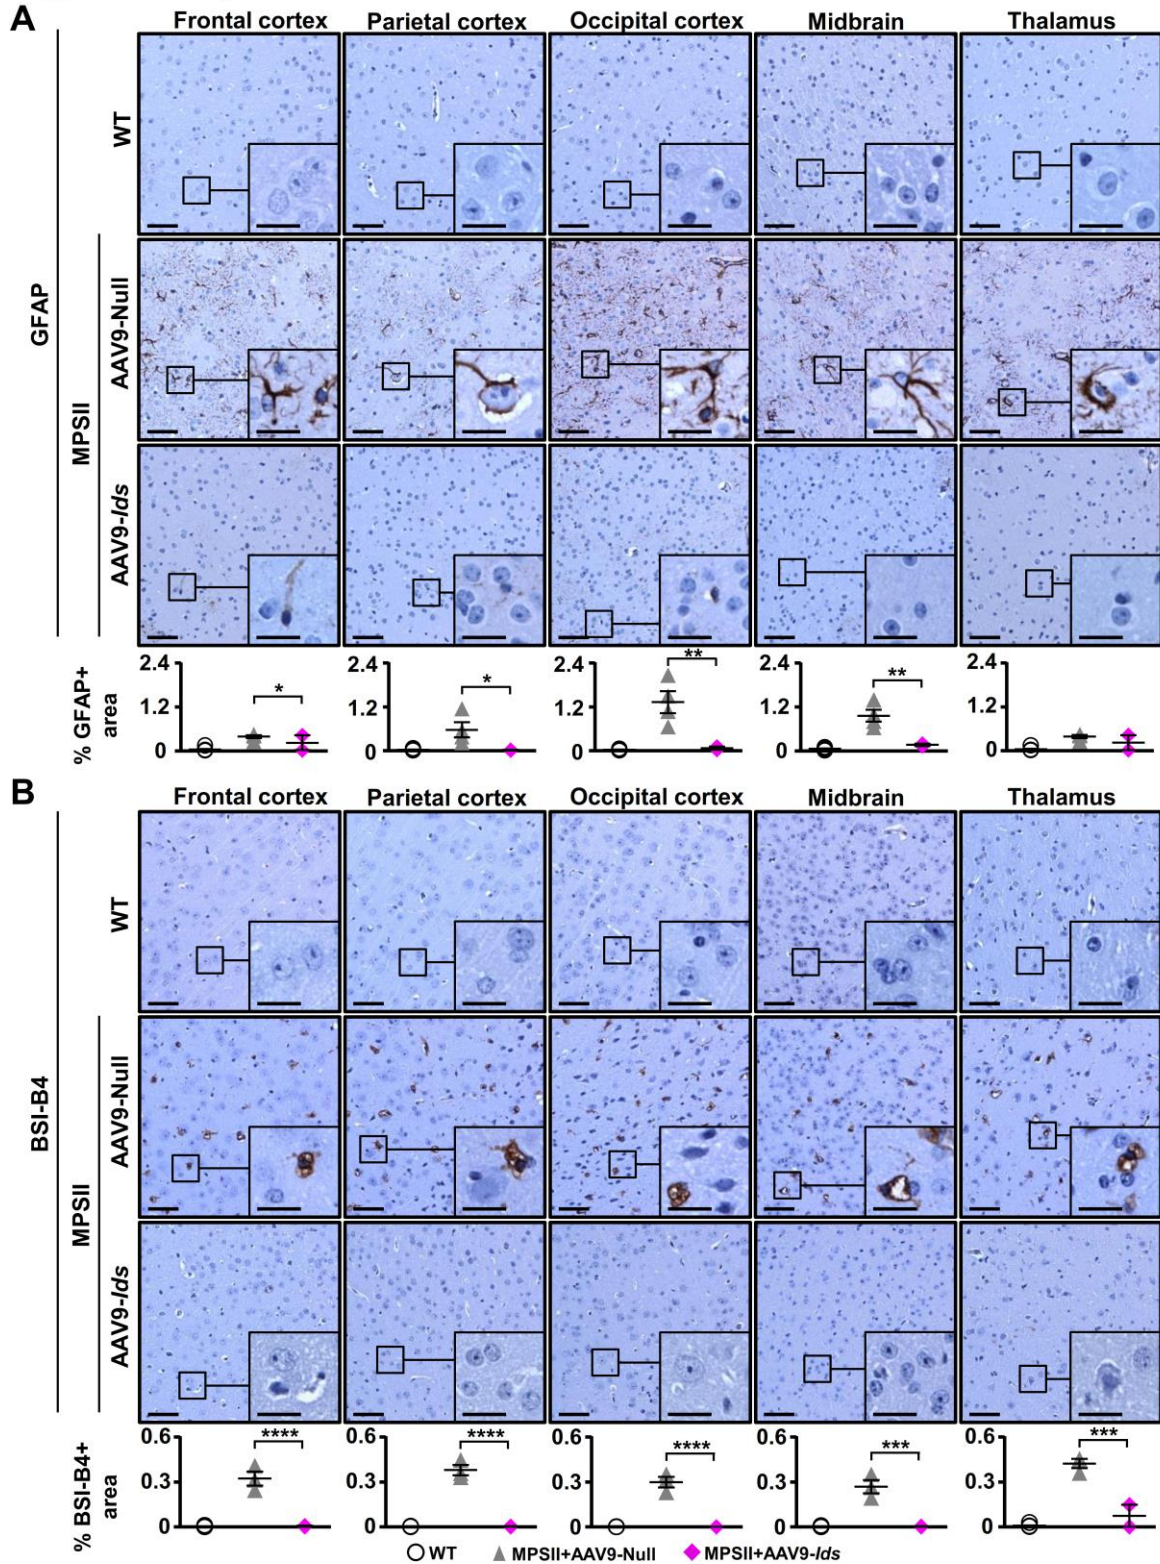 A
Frontal cortex Parietal cortex Occipital cortex Midbrain Thalamus
GFAP
WT
MPSII
AAV9-Null
AAV9-Ids
% GFAP+ area
2.4 1.2 0 *
2.4 1.2 0 *
2.4 1.2 0 **
2.4 1.2 0 **
2.4 1.2 0
B
Frontal cortex Parietal cortex Occipital cortex Midbrain Thalamus
BSI-B4
WT
MPSII
AAV9-Null
AAV9-Ids
% BSI-B4+ area
0.6 0.3 0 ****
0.6 0.3 0 ****
0.6 0.3 0 ****
0.6 0.3 0 ***
0.6 0.3 0 ***
WT MPSII+AAV9-Null MPSII+AAV9-Ids